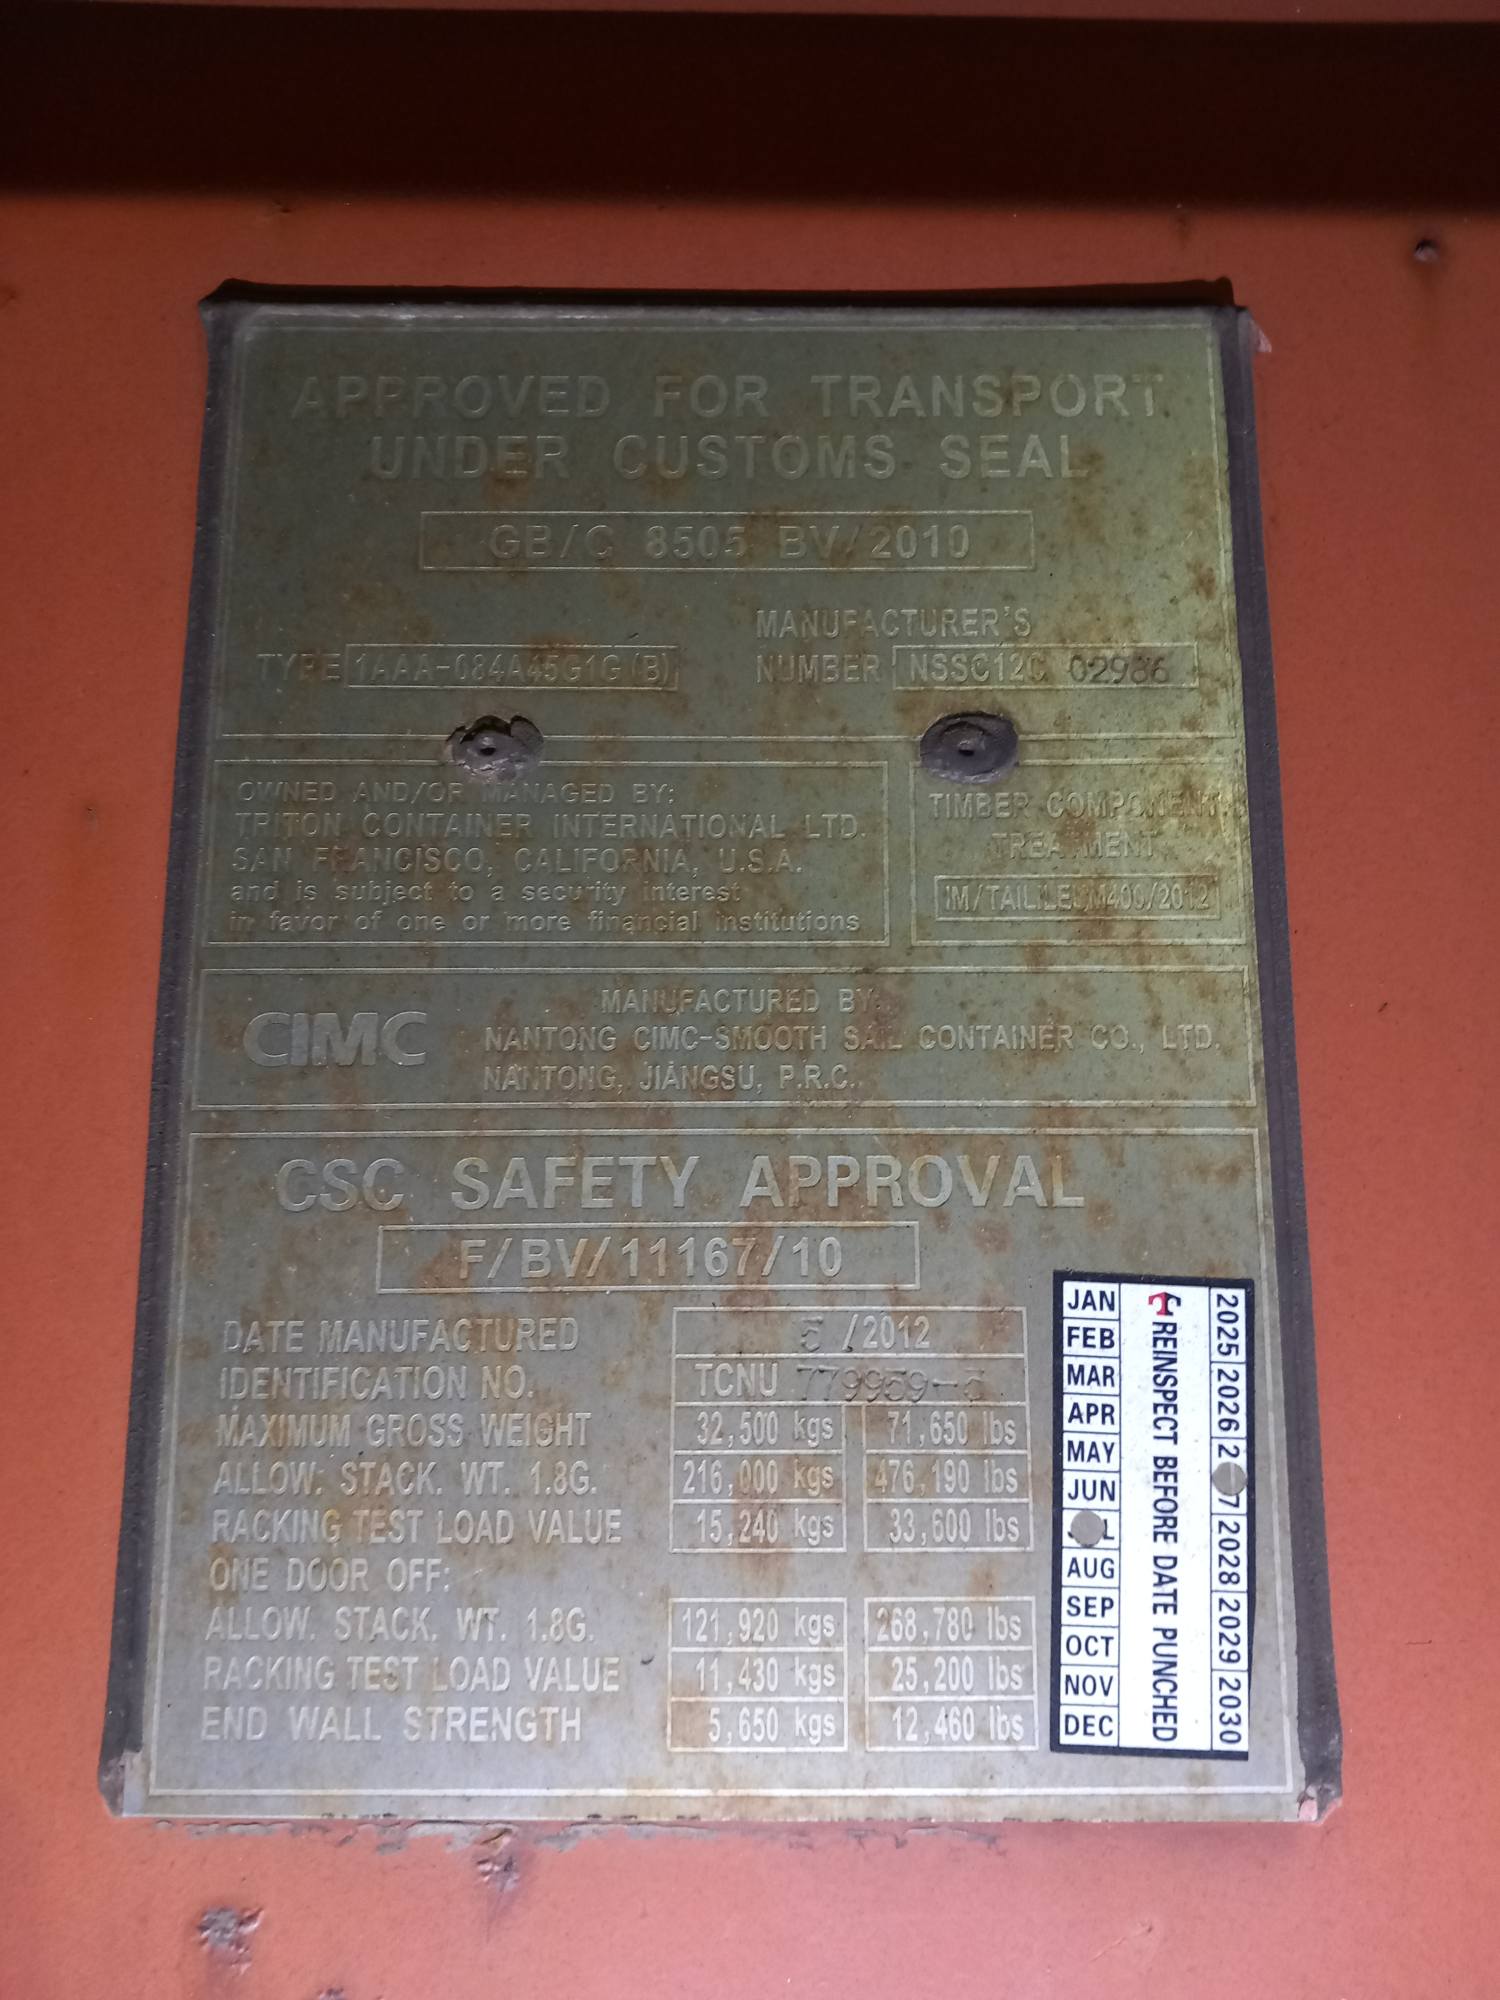 APPROVED FOR TRANSPORT
UNDER CUSTOMS SEAL
GB/C 8505 BV/2010
TYPE 1AAA-084A45G1G(B)
MANUFACTURER'S
NUMBER NSSC12C 02986
OWNED AND/OR MANAGED BY:
TRITON CONTAINER INTERNATIONAL LTD.
SAN FRANCISCO, CALIFORNIA, U.S.A.
and is subject to a security interest
in favor of one or more financial institutions
TIMBER COMPONENT
TREATMENT
CIMC
MANUFACTURED BY:
NANTONG CIMC-SMOOTH SAIL CONTAINER CO., LTD.
NANTONG, JIANGSU, P.R.C.
CSC SAFETY APPROVAL
F/BV/11167/10
DATE MANUFACTURED 5 /2012
IDENTIFICATION NO. TCNU
MAXIMUM GROSS WEIGHT 32,500 kgs 71,650 lbs
ALLOW. STACK. WT. 1.8G. 216,000 kgs 476,190 lbs
RACKING TEST LOAD VALUE 15,240 kgs 33,600 lbs
ONE DOOR OFF:
ALLOW. STACK. WT. 1.8G. 121,920 kgs 268,780 lbs
RACKING TEST LOAD VALUE 11,430 kgs 25,200 lbs
END WALL STRENGTH 5,650 kgs 12,460 lbs
JAN
FEB
MAR
APR
MAY
JUN
AUG
SEP
OCT
NOV
DEC
REINSPECT BEFORE DATE PUNCHED
2025 2026 2 7 2028 2029 2030